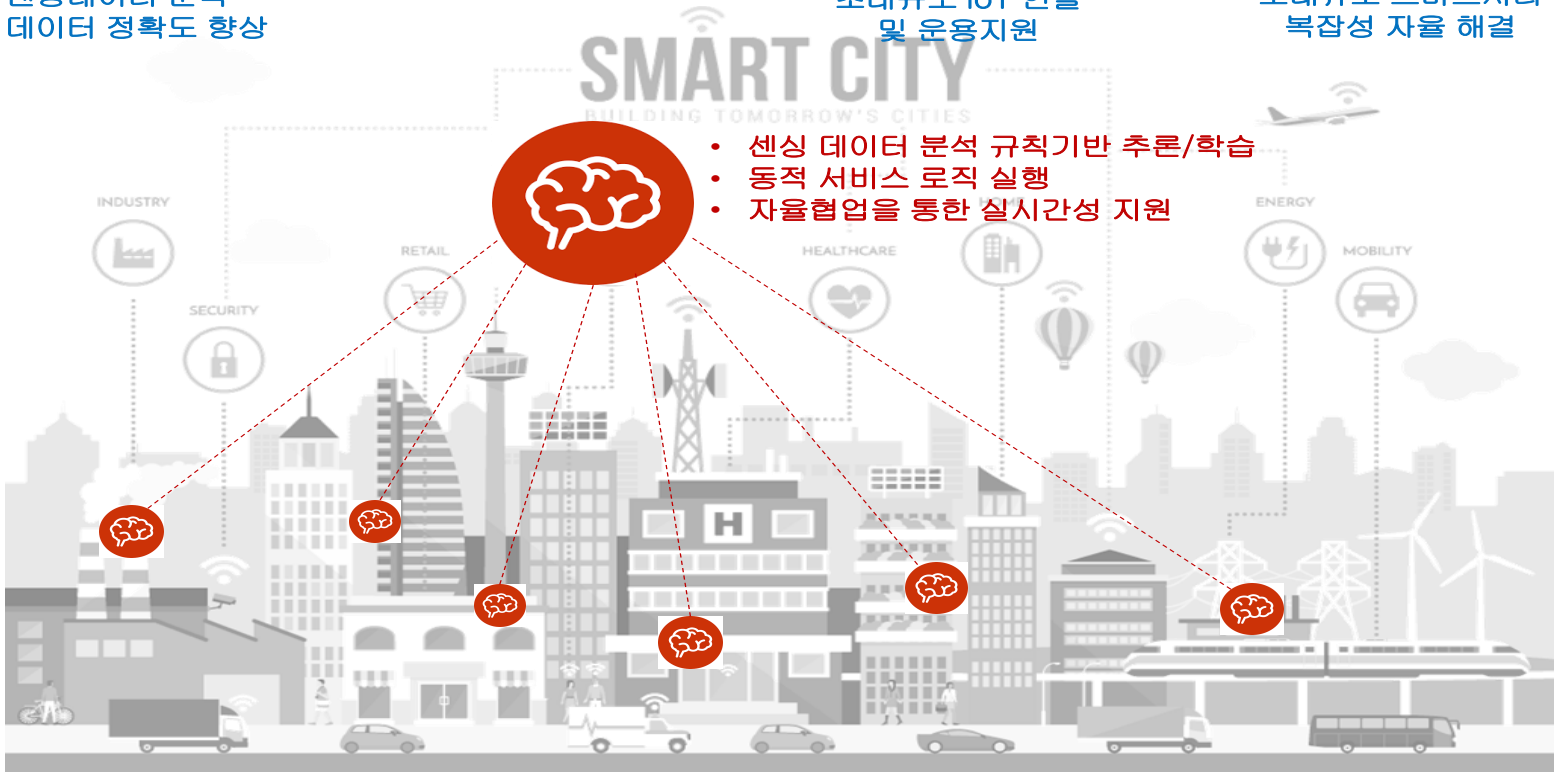 데이터 정확도 향상
및 운용지원
복잡성 자율 해결
SMART CITY
BUILDING TOMORROW'S CITIES
• 센싱 데이터 분석 규칙기반 추론/학습
• 동적 서비스 로직 실행
• 자율협업을 통한 실시간성 지원
INDUSTRY
HOME
ENERGY
RETAIL
HEALTHCARE
MOBILITY
SECURITY
H